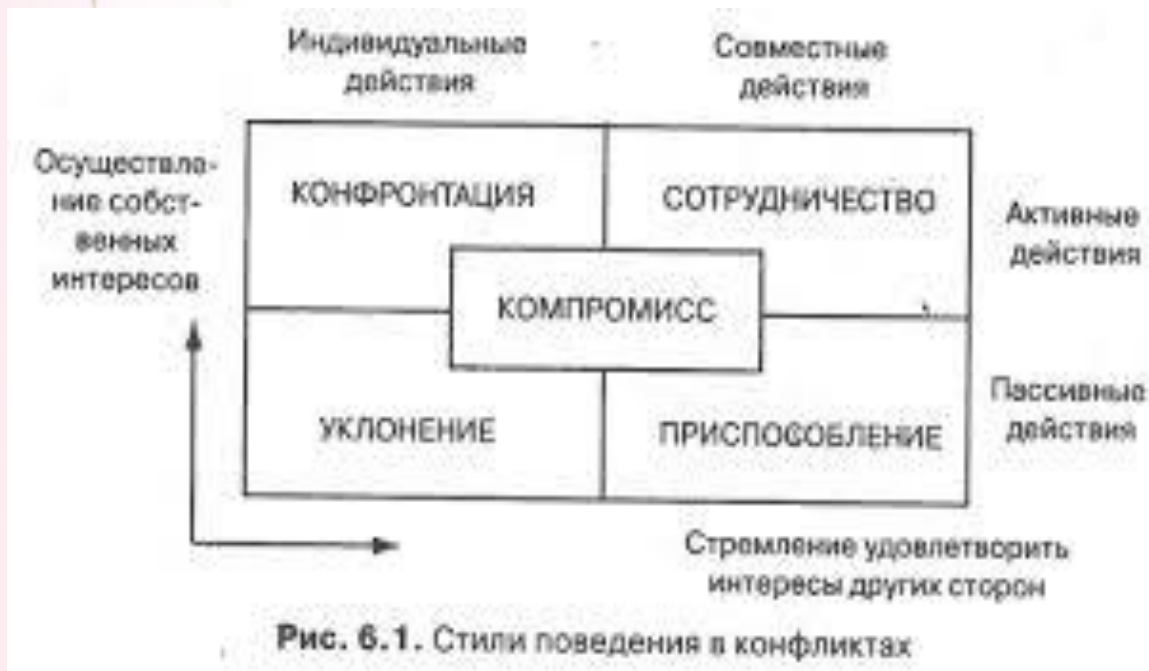 Индивидуальные
действия
Совместные
действия
Осуществле-
ние собст-
венных
интересов
КОНФРОНТАЦИЯ
СОТРУДНИЧЕСТВО
Активные
действия
КОМПРОМИСС
УКЛОНЕНИЕ
ПРИСПОСОБЛЕНИЕ
Пассивные
действия
Стремление удовлетворить
интересы других сторон
Рис. 6.1. Стили поведения в конфликтах